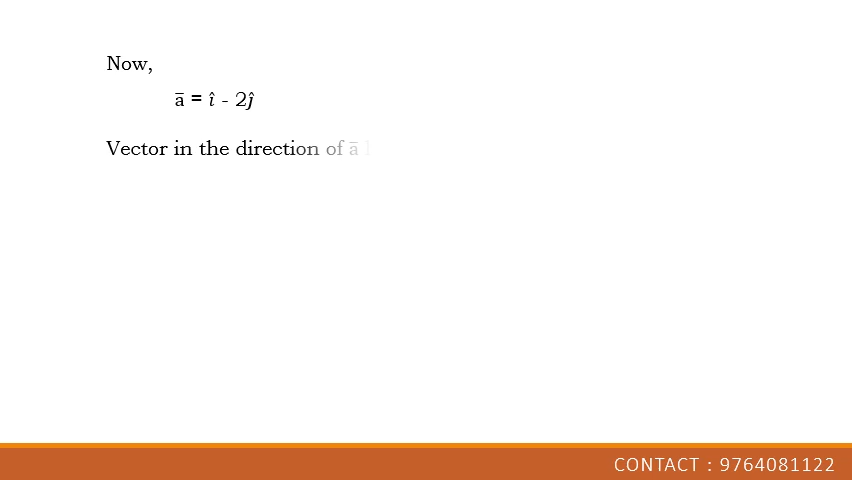 Now,
ā = î - 2ĵ
Vector in the direction of ā
CONTACT : 9764081122